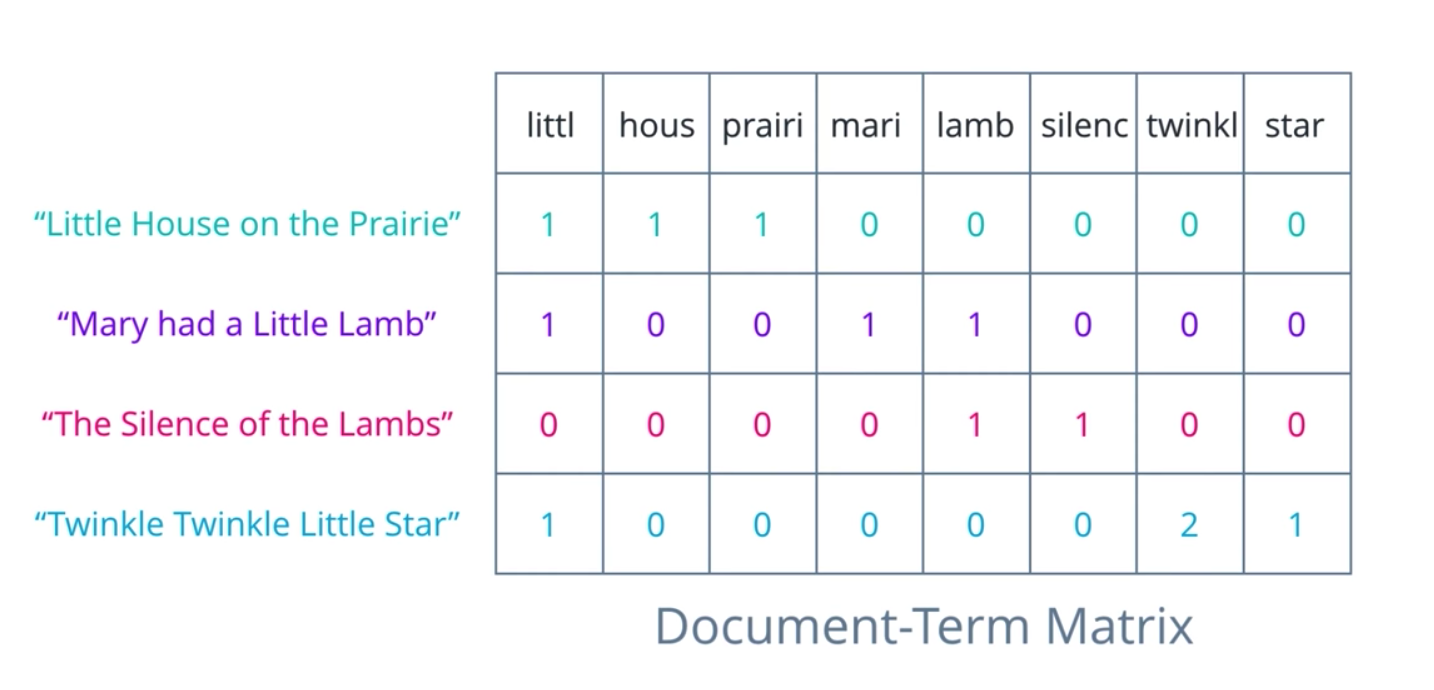 littl hous prairi mari lamb silenc twinkl star
“Little House on the Prairie” 1 1 1 0 0 0 0 0
“Mary had a Little Lamb” 1 0 0 1 1 0 0 0
“The Silence of the Lambs” 0 0 0 0 1 1 0 0
“Twinkle Twinkle Little Star” 1 0 0 0 0 0 2 1
Document-Term Matrix